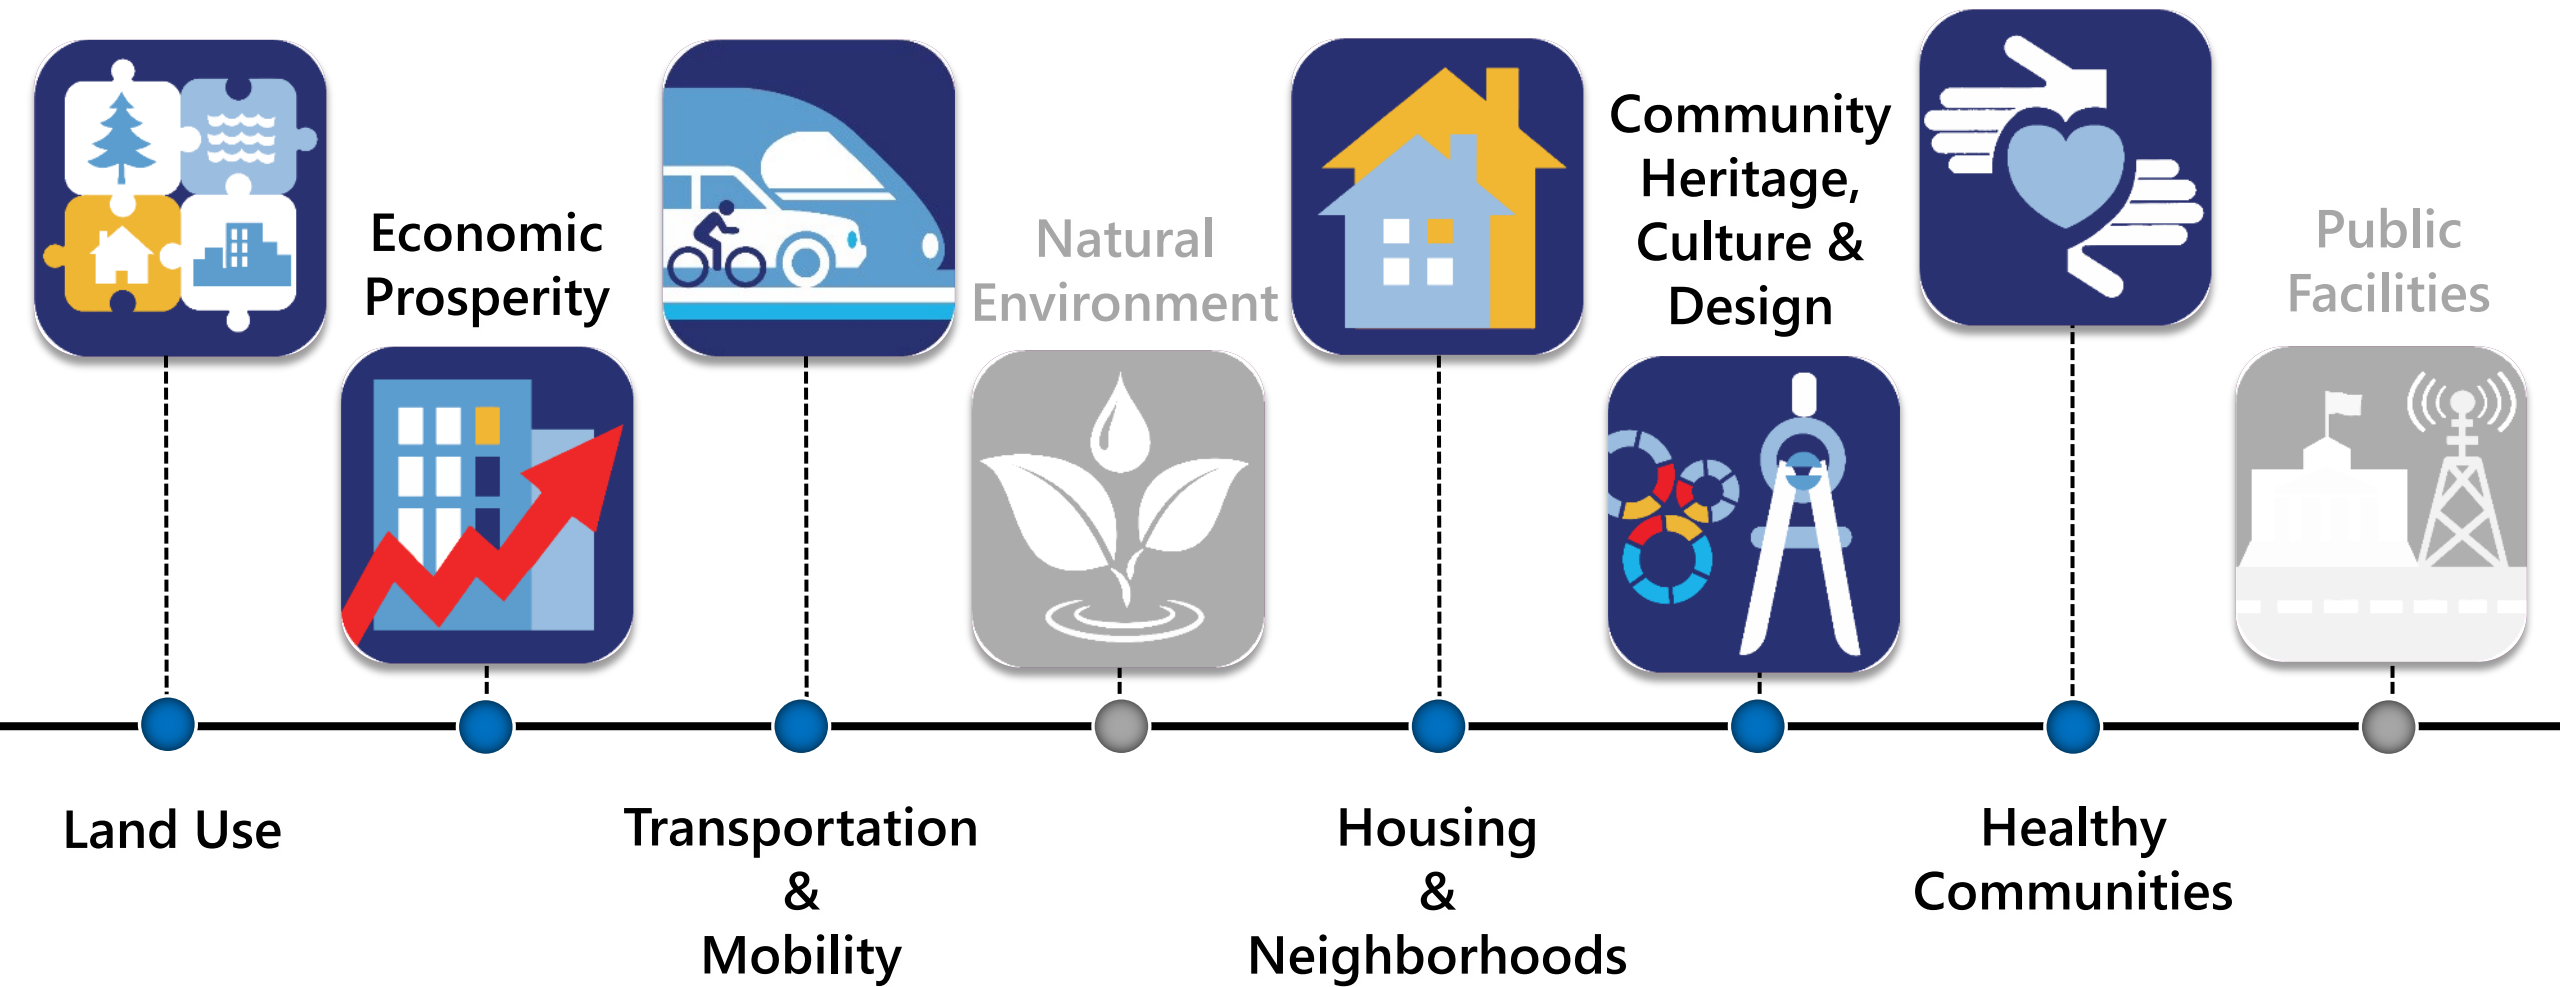 Land Use
Economic
Prosperity
Transportation
&
Mobility
Natural
Environment
Housing
&
Neighborhoods
Community
Heritage,
Culture &
Design
Healthy
Communities
Public
Facilities